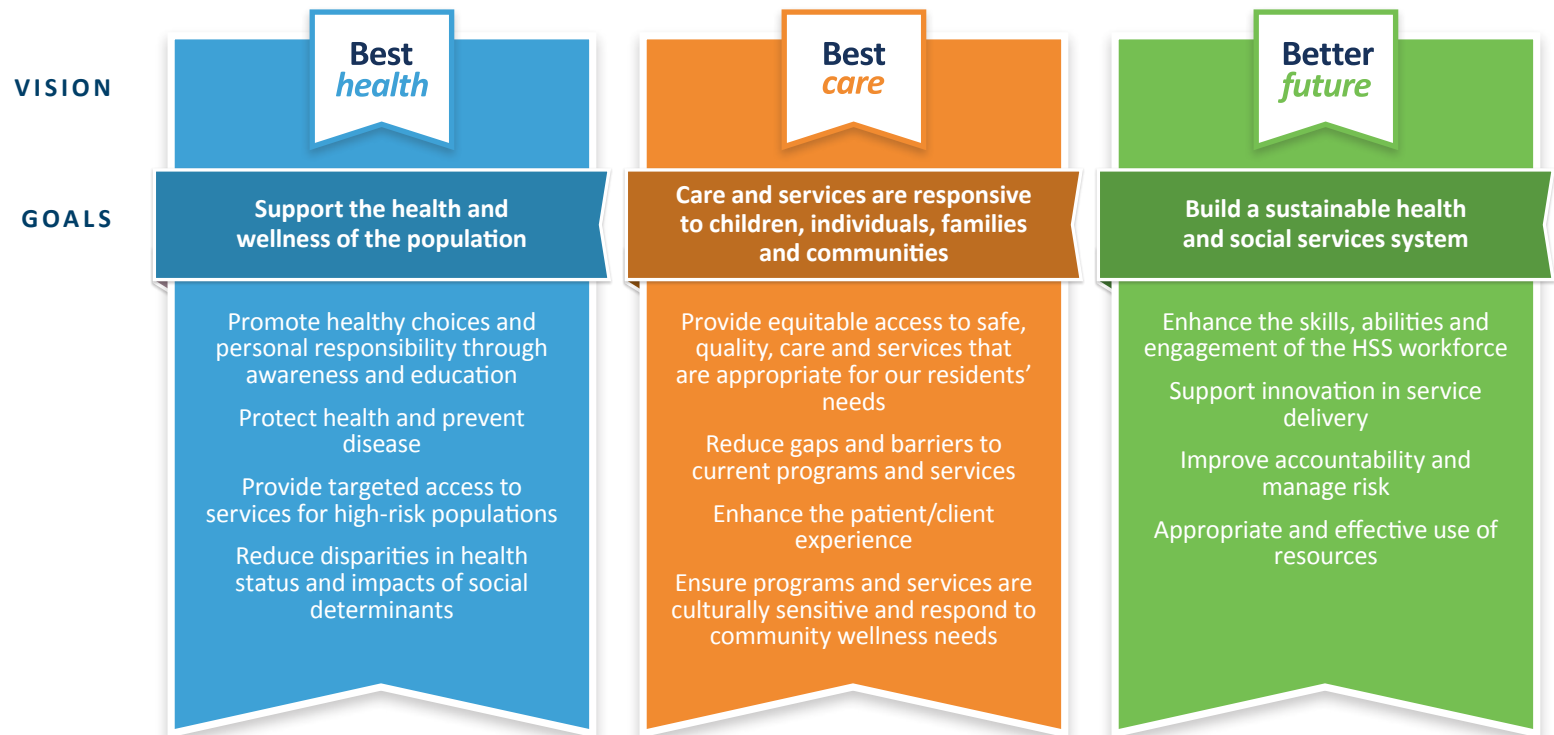 VISION
Best
health
Best
care
Better
future
GOALS
Support the health and
wellness of the population
Care and services are responsive
to children, individuals, families
and communities
Build a sustainable health
and social services system
Promote healthy choices and
personal responsibility through
awareness and education
Protect health and prevent
disease
Provide targeted access to
services for high-risk populations
Reduce disparities in health
status and impacts of social
determinants
Provide equitable access to safe,
quality, care and services that
are appropriate for our residents’
needs
Reduce gaps and barriers to
current programs and services
Enhance the patient/client
experience
Ensure programs and services are
culturally sensitive and respond to
community wellness needs
Enhance the skills, abilities and
engagement of the HSS workforce
Support innovation in service
delivery
Improve accountability and
manage risk
Appropriate and effective use of
resources